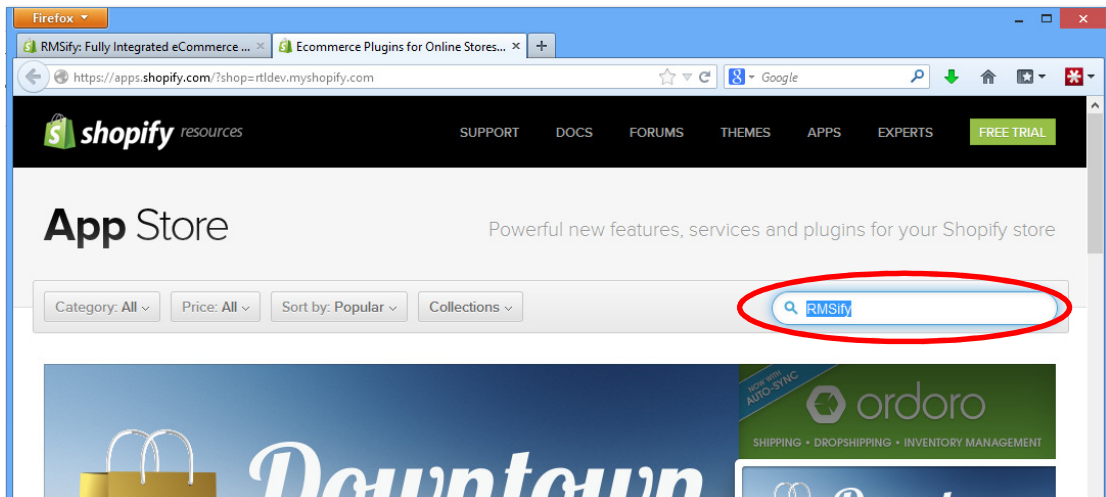 Firefox
RMSify: Fully Integrated eCommerce ...
Ecommerce Plugins for Online Stores...
https://apps.shopify.com/?shop=rtldev.myshopify.com
Google
shopify resources
SUPPORT DOCS FORUMS THEMES APPS EXPERTS FREE TRIAL
App Store
Powerful new features, services and plugins for your Shopify store
Category: All Price: All Sort by: Popular Collections
RMSify
NOW WITH
AUTO-SYNC
ordoro
SHIPPING • DROPSHIPPING • INVENTORY MANAGEMENT
Downtown